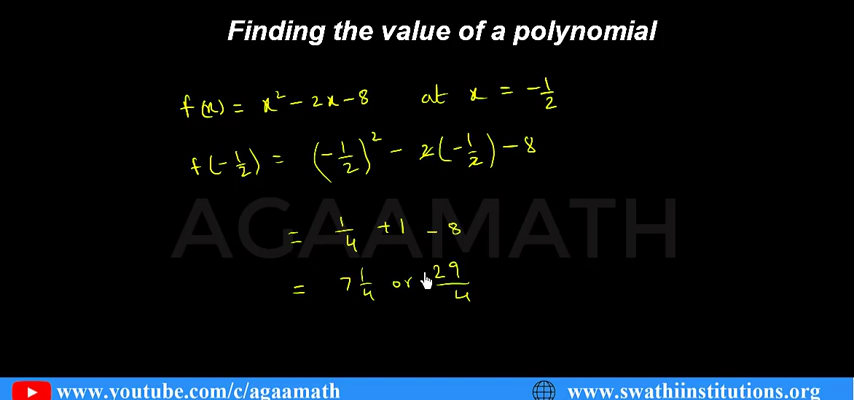 Finding the value of a polynomial
f(x) = x² − 2x − 8 at x = −1/2
f(−1/2) = (−1/2)² − 2(−1/2) − 8
AGAAMATH
= 1/4 + 1 − 8
= 7 1/4 or 29/4
www.youtube.com/c/agaamath
www.swathiinstitutions.org